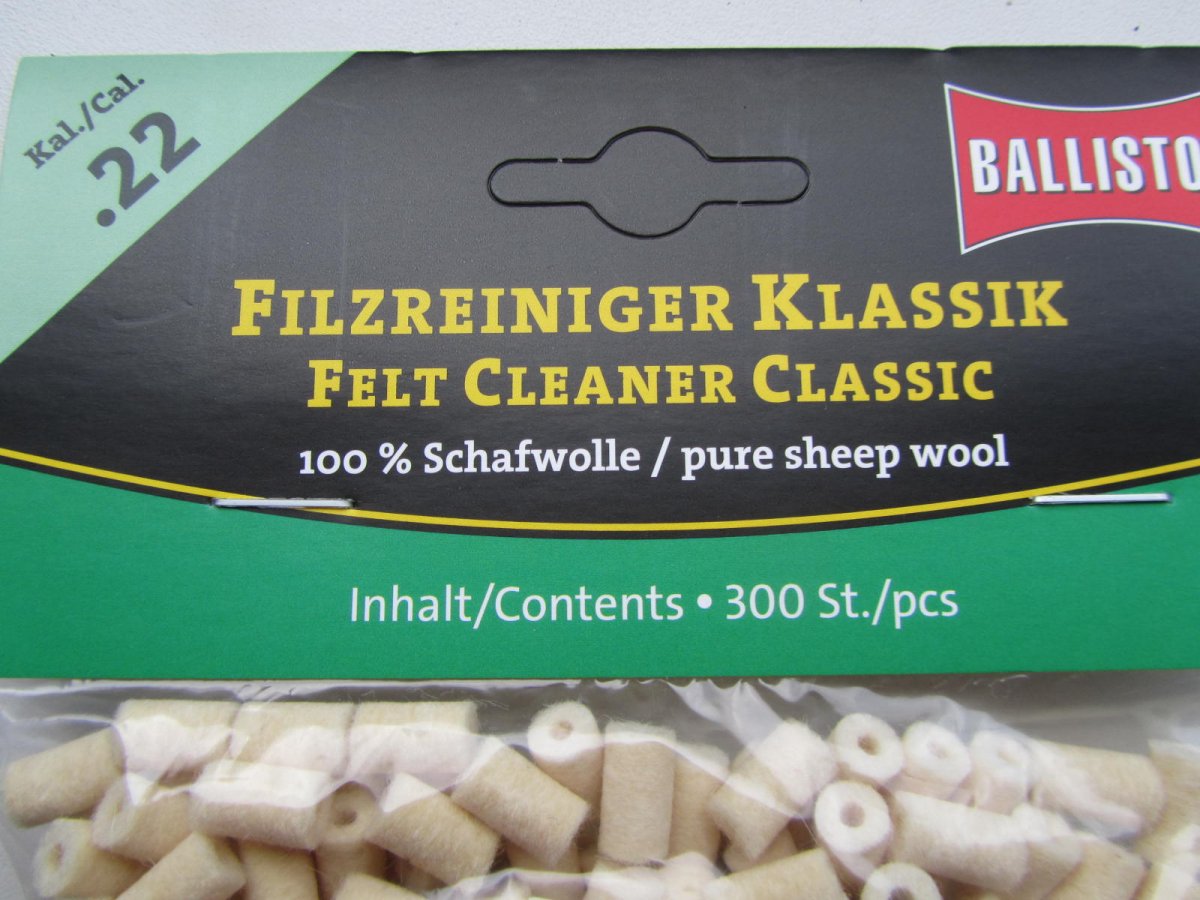 Kal./Cal.
.22
BALLISTO
FILZREINIGER KLASSIK
FELT CLEANER CLASSIC
100 % Schafwolle / pure sheep wool
Inhalt/Contents • 300 St./pcs